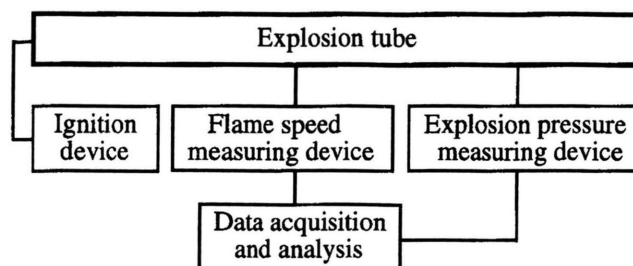 Explosion tube
Ignition
device
Flame speed
measuring device
Explosion pressure
measuring device
Data acquisition
and analysis